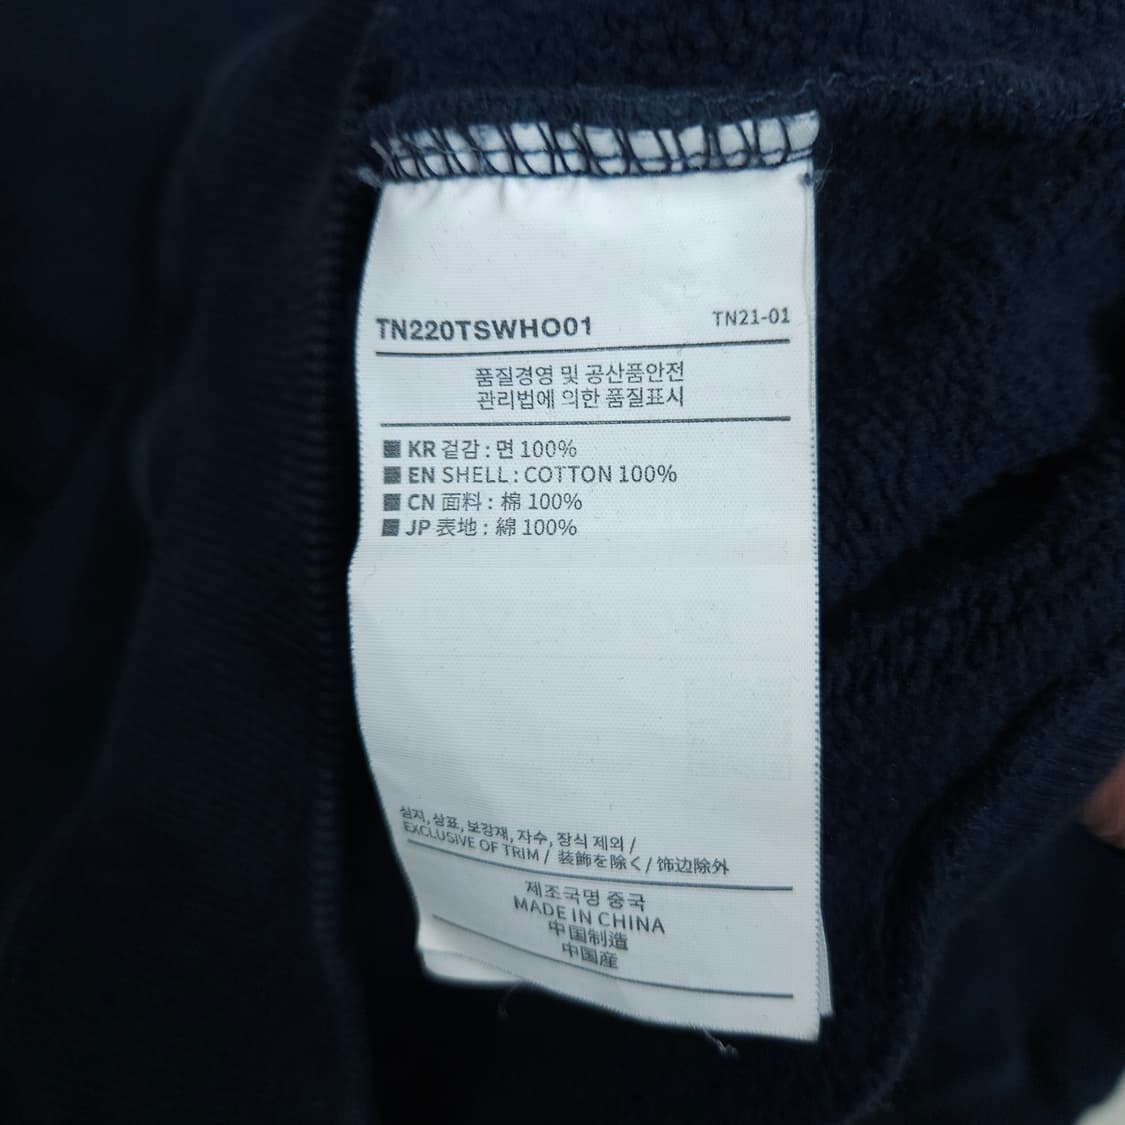 TN220TSWHO01
TN21-01
품질경영 및 공산품안전
관리법에 의한 품질표시
KR 겉감 : 면 100%
EN SHELL : COTTON 100%
CN 面料 : 棉 100%
JP 表地 : 綿 100%
심지, 상표, 보강재, 자수, 장식 제외 /
EXCLUSIVE OF TRIM / 装飾を除く / 饰边除外
제조국명 중국
MADE IN CHINA
中国制造
中国産